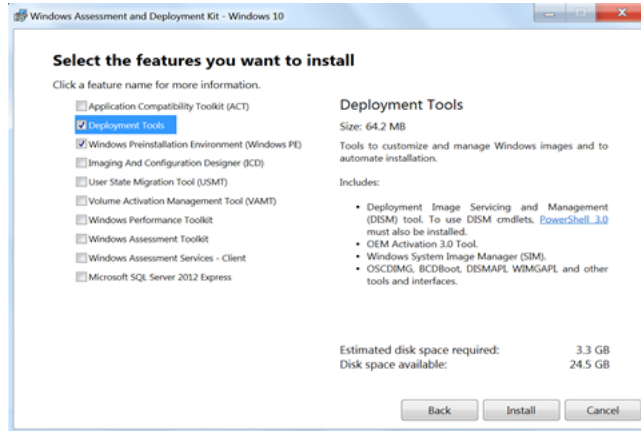 Windows Assessment and Deployment Kit - Windows 10
Select the features you want to install
Click a feature name for more information.
Application Compatibility Toolkit (ACT)
Deployment Tools
Windows Preinstallation Environment (Windows PE)
Imaging And Configuration Designer (ICD)
User State Migration Tool (USMT)
Volume Activation Management Tool (VAMT)
Windows Performance Toolkit
Windows Assessment Toolkit
Windows Assessment Services - Client
Microsoft SQL Server 2012 Express
Deployment Tools
Size: 64.2 MB
Tools to customize and manage Windows images and to
automate installation.
Includes:
• Deployment Image Servicing and Management
(DISM) tool. To use DISM cmdlets, PowerShell 3.0
must also be installed.
• OEM Activation 3.0 Tool.
• Windows System Image Manager (SIM).
• OSCDIMG, BCDBoot, DISMAPI, WIMGAPI, and other
tools and interfaces.
Estimated disk space required: 3.3 GB
Disk space available: 24.5 GB
Back Install Cancel